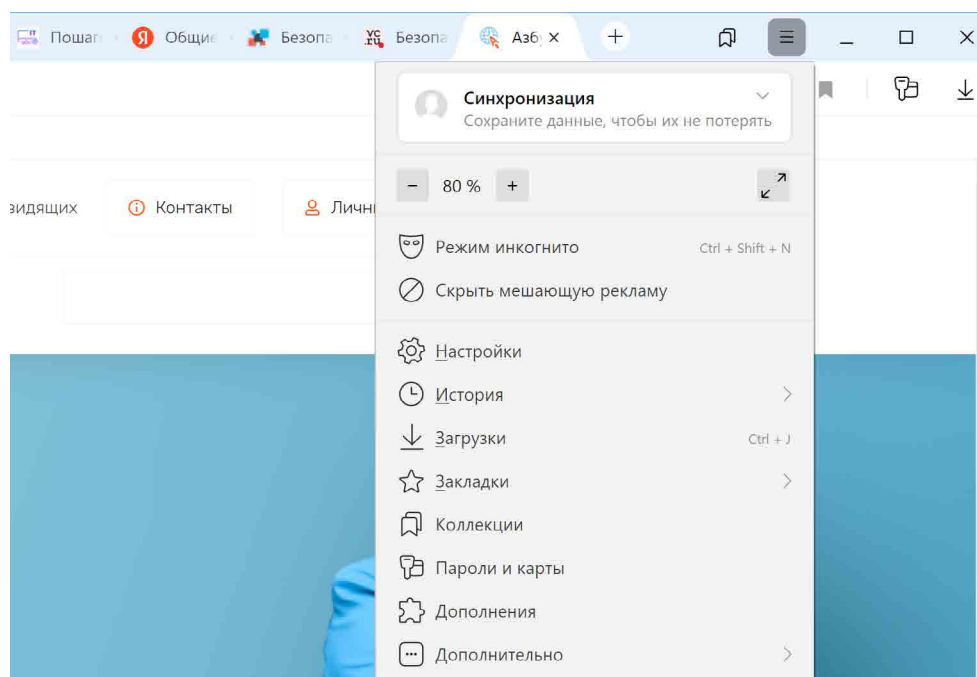 Пошаг Общие Безопа Безопа Азбу
Синхронизация
Сохраните данные, чтобы их не потерять
80 %
видящих Контакты Личн
Режим инкогнито Ctrl + Shift + N
Скрыть мешающую рекламу
Настройки
История
Загрузки Ctrl + J
Закладки
Коллекции
Пароли и карты
Дополнения
Дополнительно